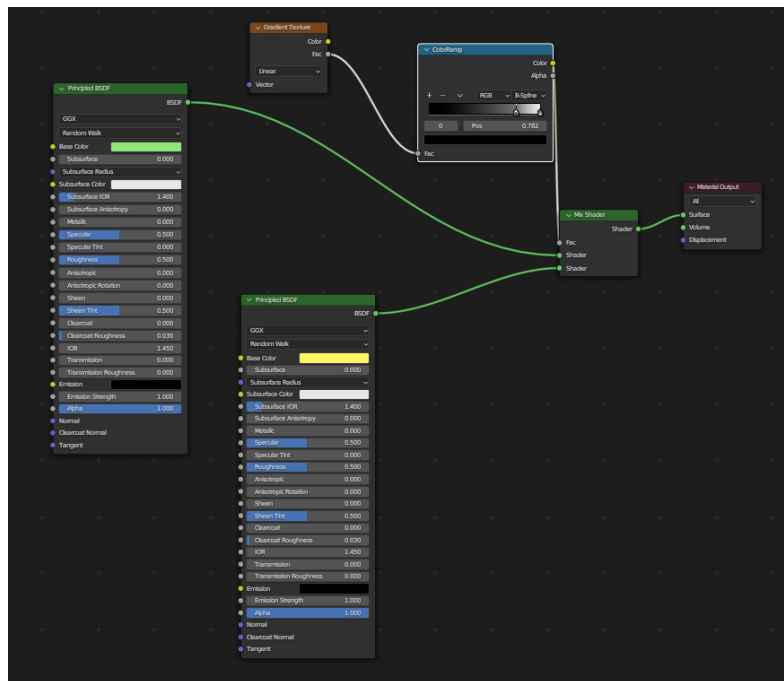 Gradient Texture
Color
Fac
Linear
Vector
ColorRamp
Color
Alpha
+ − RGB B-Spline
0 Pos 0.782
Fac
Principled BSDF
BSDF
GGX
Random Walk
Base Color
Subsurface 0.000
Subsurface Radius
Subsurface Color
Subsurface IOR 1.400
Subsurface Anisotropy 0.000
Metallic 0.000
Specular 0.500
Specular Tint 0.000
Roughness 0.500
Anisotropic 0.000
Anisotropic Rotation 0.000
Sheen 0.000
Sheen Tint 0.500
Clearcoat 0.000
Clearcoat Roughness 0.030
IOR 1.450
Transmission 0.000
Transmission Roughness 0.000
Emission
Emission Strength 1.000
Alpha 1.000
Normal
Clearcoat Normal
Tangent
Principled BSDF
BSDF
GGX
Random Walk
Base Color
Subsurface 0.000
Subsurface Radius
Subsurface Color
Subsurface IOR 1.400
Subsurface Anisotropy 0.000
Metallic 0.000
Specular 0.500
Specular Tint 0.000
Roughness 0.500
Anisotropic 0.000
Anisotropic Rotation 0.000
Sheen 0.000
Sheen Tint 0.500
Clearcoat 0.000
Clearcoat Roughness 0.030
IOR 1.450
Transmission 0.000
Transmission Roughness 0.000
Emission
Emission Strength 1.000
Alpha 1.000
Normal
Clearcoat Normal
Tangent
Mix Shader
Shader
Fac
Shader
Shader
Material Output
All
Surface
Volume
Displacement